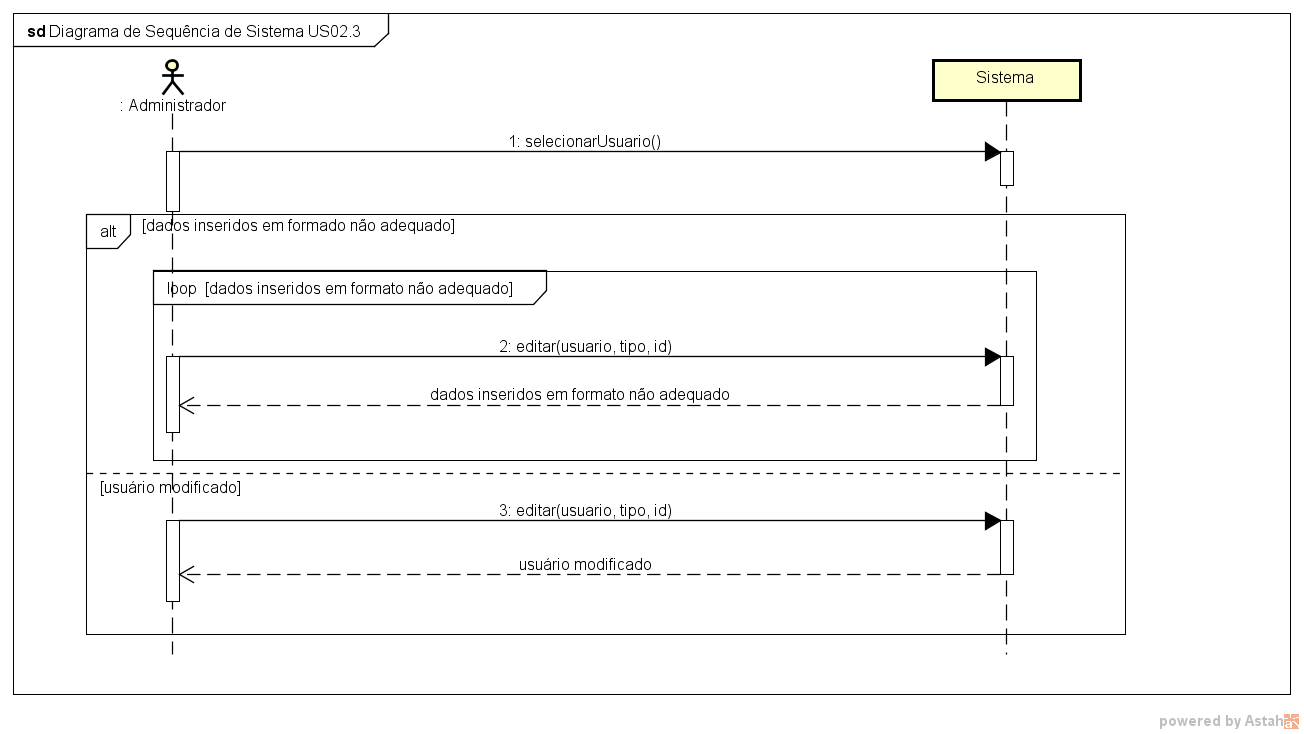 sd Diagrama de Sequência de Sistema US02.3
: Administrador
Sistema
1: selecionarUsuario()
alt [dados inseridos em formado não adequado]
loop [dados inseridos em formato não adequado]
2: editar(usuario, tipo, id)
dados inseridos em formato não adequado
[usuário modificado]
3: editar(usuario, tipo, id)
usuário modificado
powered by Astah